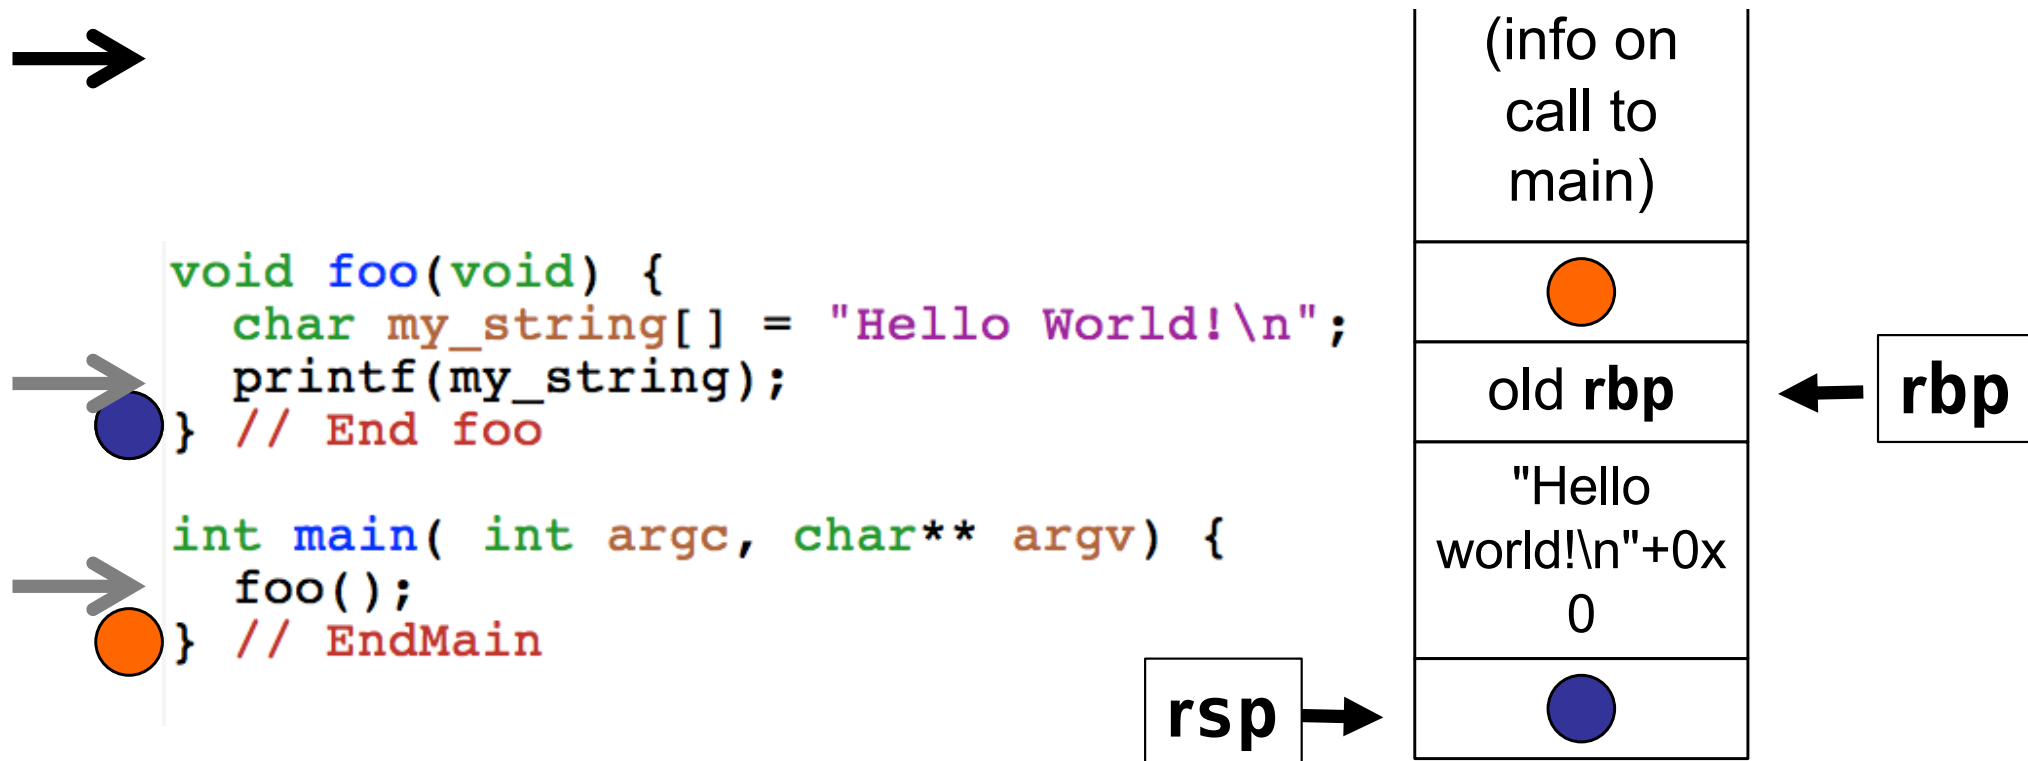 void foo(void) {
  char my_string[] = "Hello World!\n";
  printf(my_string);
} // End foo
int main( int argc, char** argv) {
  foo();
} // EndMain
(info on
call to
main)
old rbp
"Hello
world!\n"+0x
0
rbp
rsp